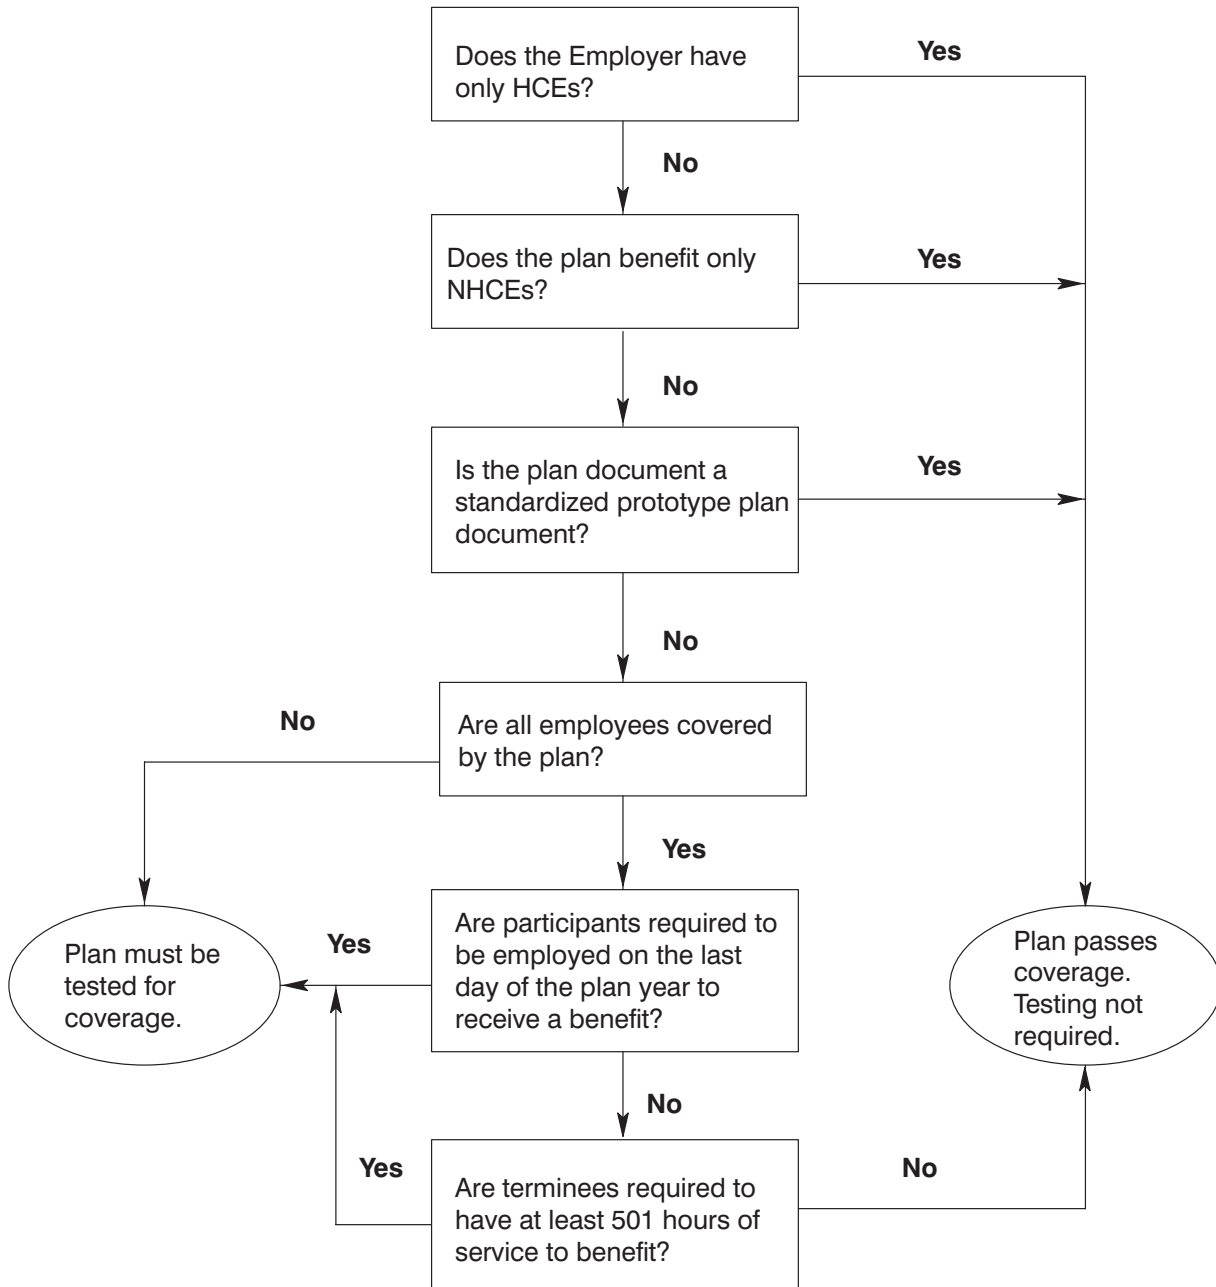 Does the Employer have
only HCEs?
Yes
No
Does the plan benefit only
NHCEs?
Yes
No
Is the plan document a
standardized prototype plan
document?
Yes
No
Are all employees covered
by the plan?
No
Yes
Are participants required to
be employed on the last
day of the plan year to
receive a benefit?
Yes
Plan must be
tested for
coverage.
Plan passes
coverage.
Testing not
required.
No
Are terminees required to
have at least 501 hours of
service to benefit?
Yes
No